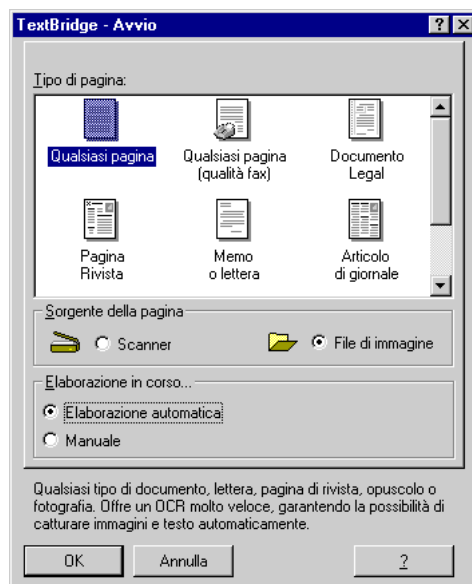 TextBridge - Avvio
Tipo di pagina:
Qualsiasi pagina
Qualsiasi pagina
(qualità fax)
Documento
Legal
Pagina
Rivista
Memo
o lettera
Articolo
di giornale
Sorgente della pagina
Scanner
File di immagine
Elaborazione in corso...
Elaborazione automatica
Manuale
Qualsiasi tipo di documento, lettera, pagina di rivista, opuscolo o
fotografia. Offre un OCR molto veloce, garantendo la possibilità di
catturare immagini e testo automaticamente.
OK
Annulla
?